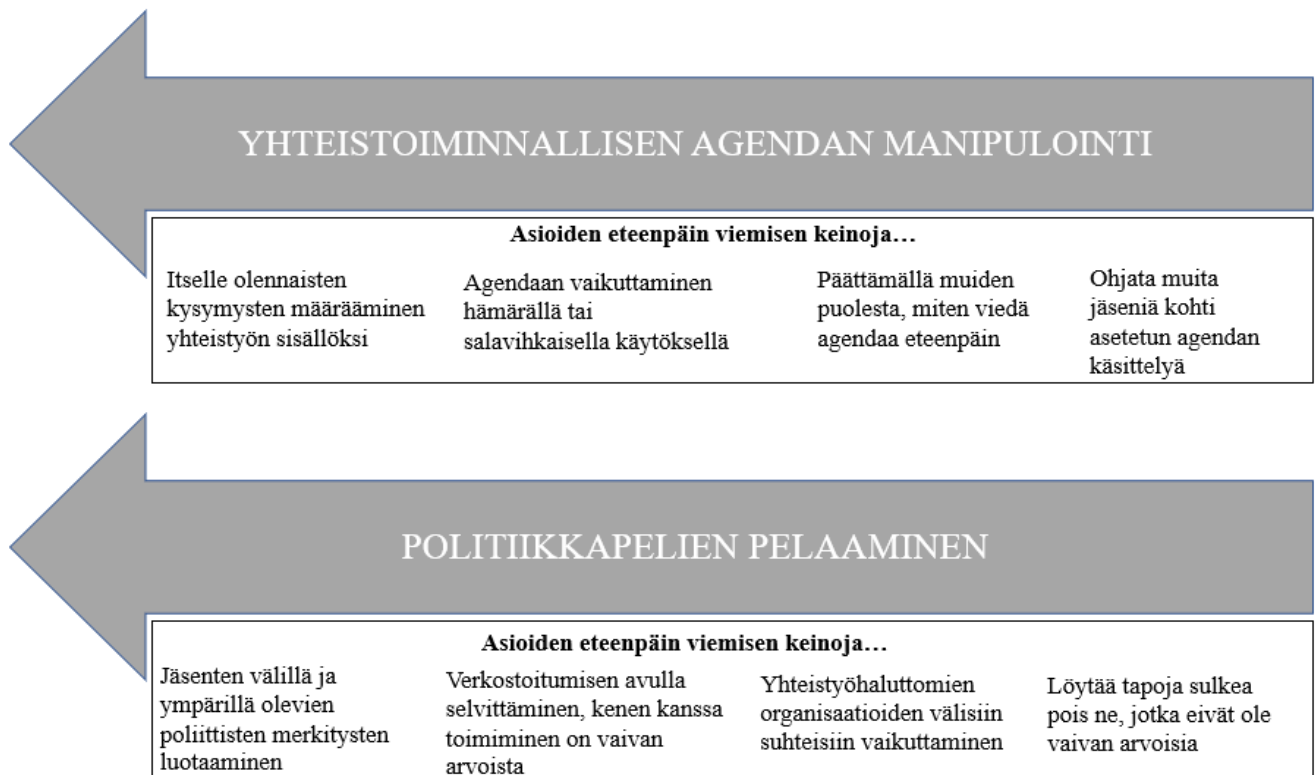 YHTEISTOIMINNALLISEN AGENDAN MANIPULOINTI
Asioiden eteenpäin viemisen keinoja…
Itselle olennaisten
kysymysten määrääminen
yhteistyön sisällöksi
Agendaan vaikuttaminen
hämärällä tai
salavihkaisella käytöksellä
Päättämällä muiden
puolesta, miten viedä
agendaa eteenpäin
Ohjata muita
jäseniä kohti
asetetun agendan
käsittelyä
POLITIIKKAPELIEN PELAAMINEN
Asioiden eteenpäin viemisen keinoja…
Jäsenten välillä ja
ympärillä olevien
poliittisten merkitysten
luotaaminen
Verkostoitumisen avulla
selvittäminen, kenen kanssa
toimiminen on vaivan
arvoista
Yhteistyöhaluttomien
organisaatioiden välisiin
suhteisiin vaikuttaminen
Löytää tapoja sulkea
pois ne, jotka eivät ole
vaivan arvoisia